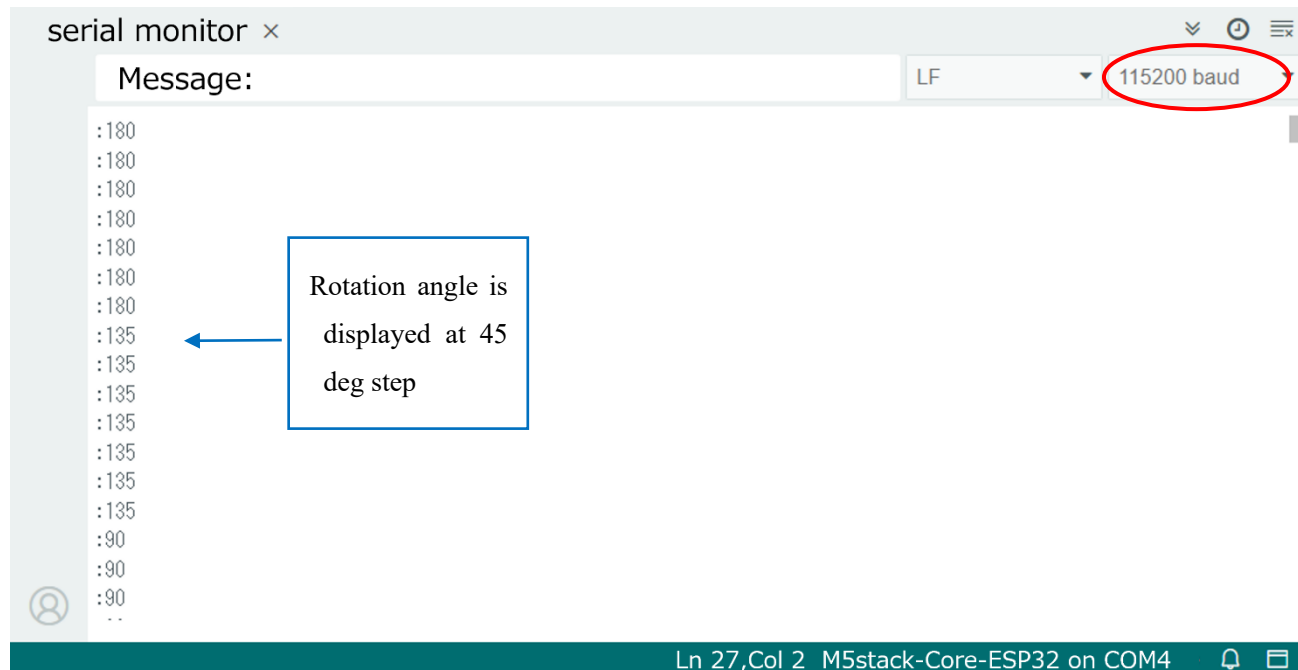 serial monitor ×
Message:
LF
115200 baud
:180
:180
:180
:180
:180
:180
:180
:135
:135
:135
:135
:135
:135
:135
:90
:90
:90
Rotation angle is
displayed at 45
deg step
Ln 27,Col 2 M5stack-Core-ESP32 on COM4